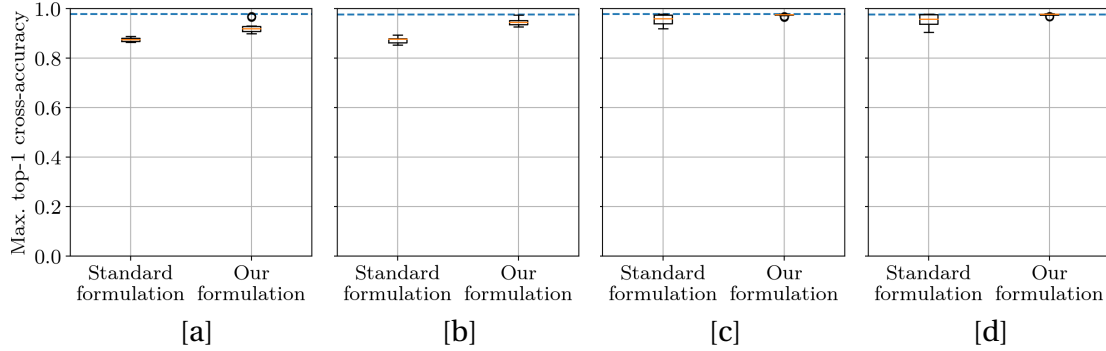 Max. top-1 cross-accuracy
1.0
0.8
0.6
0.4
0.2
0.0
Standard formulation
Our formulation
[a]
Standard formulation
Our formulation
[b]
Standard formulation
Our formulation
[c]
Standard formulation
Our formulation
[d]